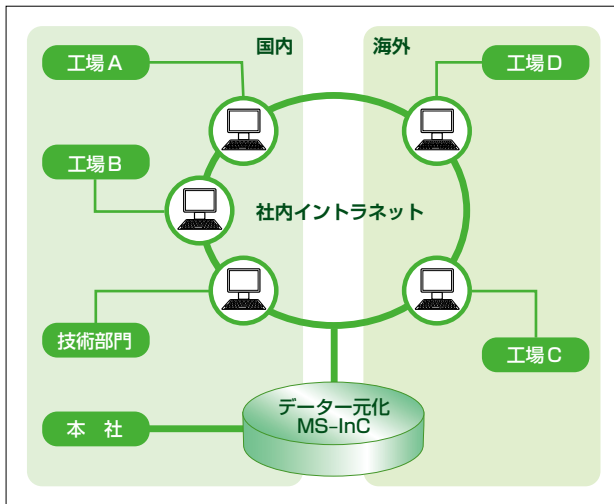 国内
海外
工場A
工場D
工場B
社内イントラネット
技術部門
工場C
データ一元化
MS-InC
本　社